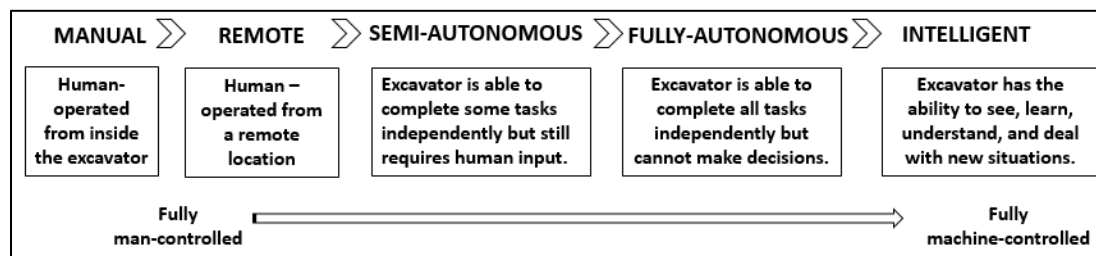 MANUAL
REMOTE
SEMI-AUTONOMOUS
FULLY-AUTONOMOUS
INTELLIGENT
Human-
operated
from inside
the excavator
Human –
operated from
a remote
location
Excavator is able to
complete some tasks
independently but still
requires human input.
Excavator is able to
complete all tasks
independently but
cannot make decisions.
Excavator has the
ability to see, learn,
understand, and deal
with new situations.
Fully
man-controlled
Fully
machine-controlled